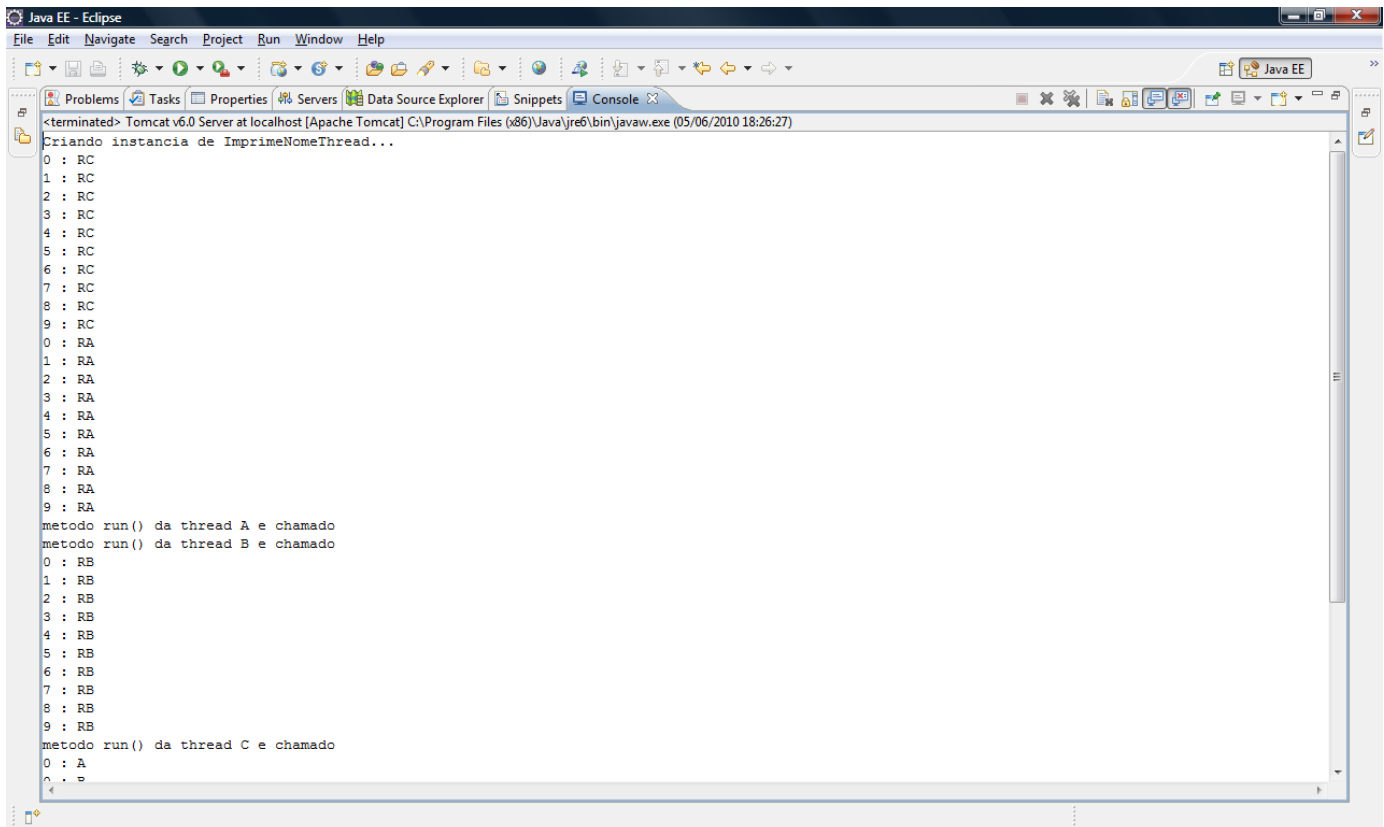 Java EE - Eclipse
File Edit Navigate Search Project Run Window Help
Java EE
Problems Tasks Properties Servers Data Source Explorer Snippets Console
<terminated> Tomcat v6.0 Server at localhost [Apache Tomcat] C:\Program Files (x86)\Java\jre6\bin\javaw.exe (05/06/2010 18:26:27)
Criando instancia de ImprimeNomeThread...
0 : RC
1 : RC
2 : RC
3 : RC
4 : RC
5 : RC
6 : RC
7 : RC
8 : RC
9 : RC
0 : RA
1 : RA
2 : RA
3 : RA
4 : RA
5 : RA
6 : RA
7 : RA
8 : RA
9 : RA
metodo run() da thread A e chamado
metodo run() da thread B e chamado
0 : RB
1 : RB
2 : RB
3 : RB
4 : RB
5 : RB
6 : RB
7 : RB
8 : RB
9 : RB
metodo run() da thread C e chamado
0 : A